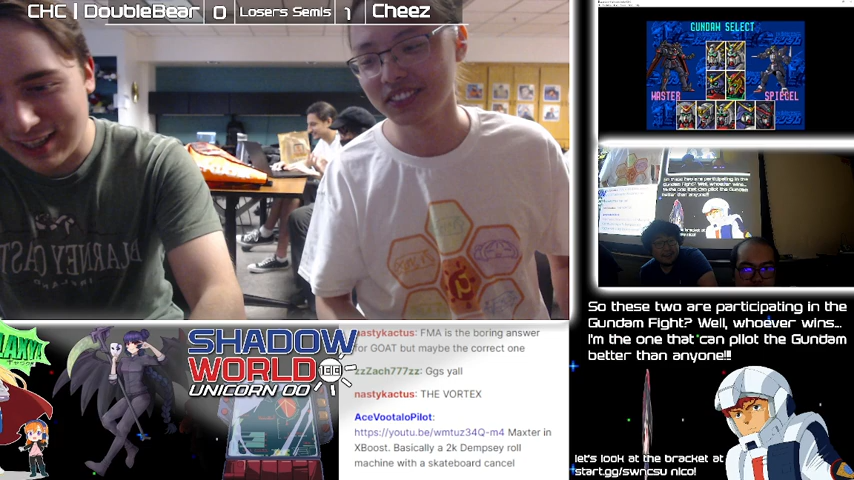 CHC | DoubleBear 0 Losers Semis 1 Cheez
GUNDAM SELECT
MASTER SPIEGEL
BLARNEY CAST
So these two are participating in the
Gundam Fight? Well, whoever wins...
I'm the one that can pilot the Gundam
better than anyone!!!
SHADOW
WORLD
UNICORN 00
nastykactus: FMA is the boring answer
for GOAT but maybe the correct one
zzZach777zz: Ggs yall
nastykactus: THE VORTEX
AceVootaloPilot:
https://youtu.be/wmtuz34Q-m4 Maxter in
XBoost. Basically a 2k Dempsey roll
machine with a skateboard cancel
let's look at the bracket at
start.gg/swncsu nico!